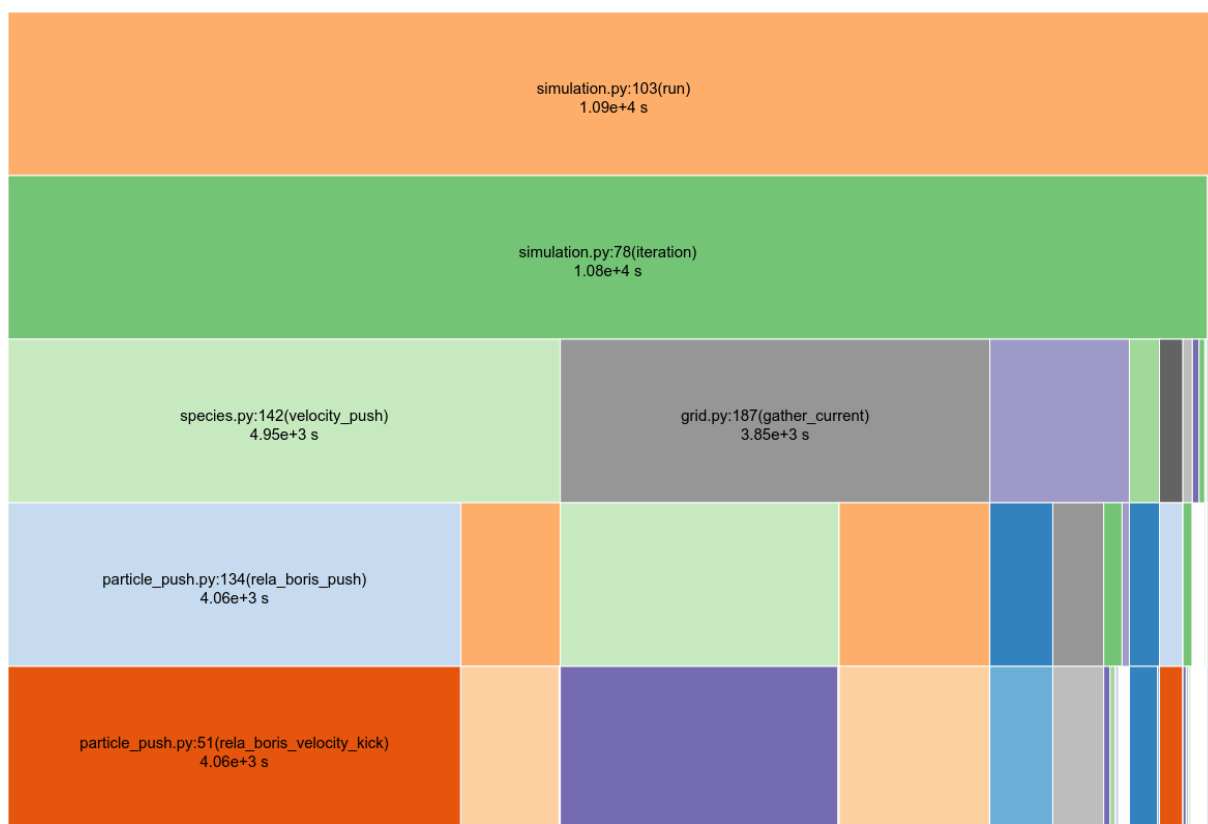 simulation.py:103(run)
1.09e+4 s
simulation.py:78(iteration)
1.08e+4 s
species.py:142(velocity_push)
4.95e+3 s
grid.py:187(gather_current)
3.85e+3 s
particle_push.py:134(rela_boris_push)
4.06e+3 s
particle_push.py:51(rela_boris_velocity_kick)
4.06e+3 s